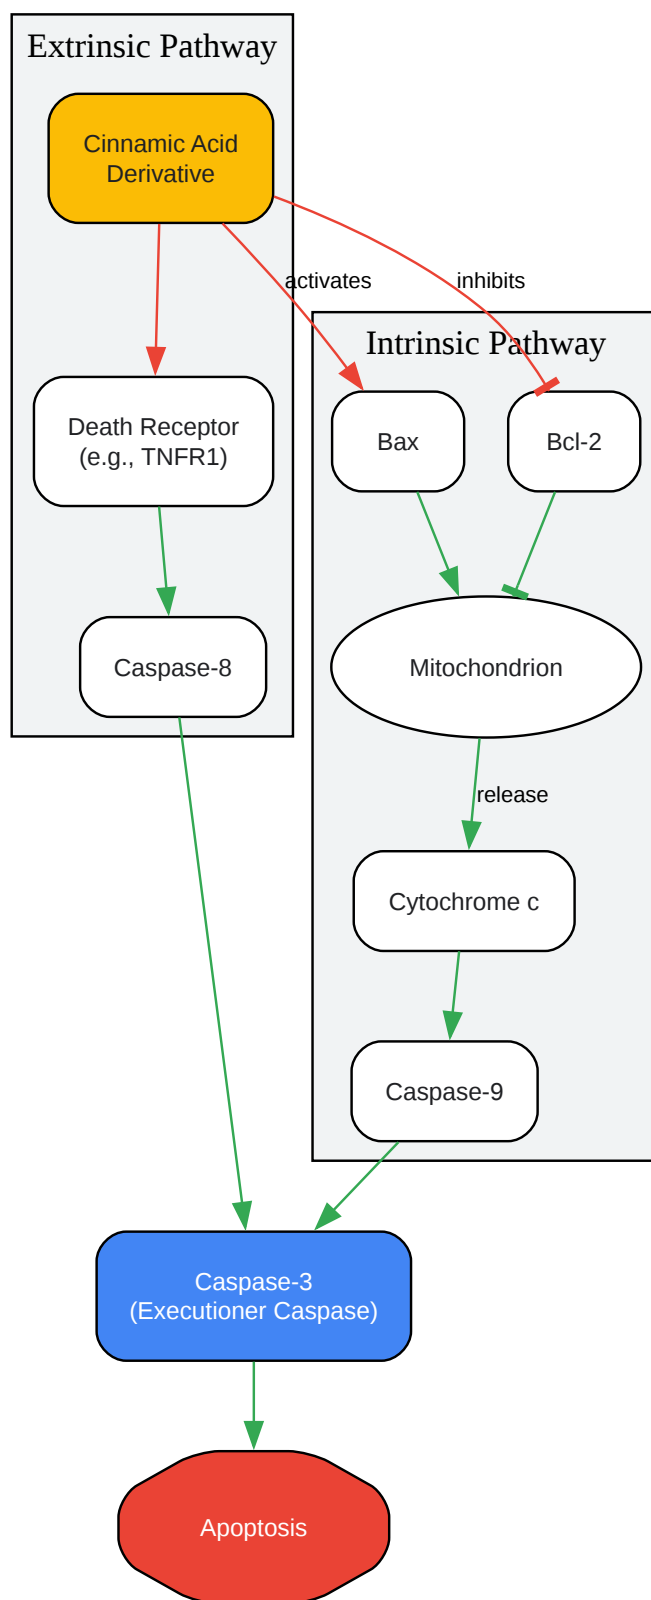 Extrinsic Pathway
Cinnamic Acid
Derivative
activates
inhibits
Intrinsic Pathway
Death Receptor
(e.g., TNFR1)
Bax
Bcl-2
Caspase-8
Mitochondrion
release
Cytochrome c
Caspase-9
Caspase-3
(Executioner Caspase)
Apoptosis